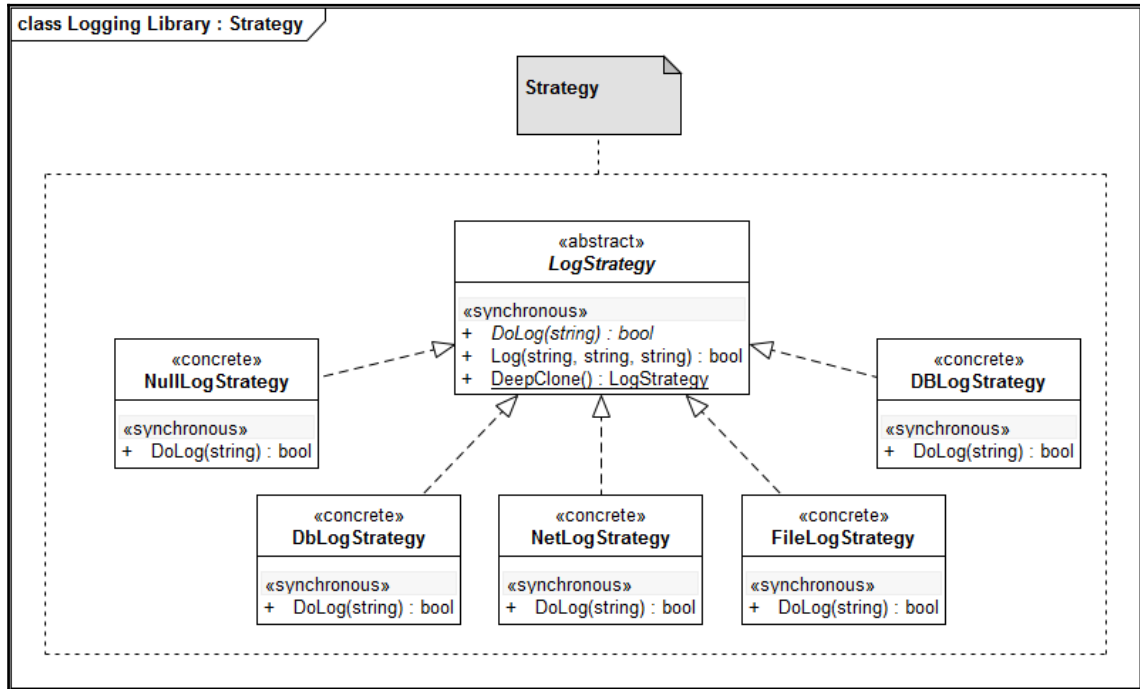 class Logging Library : Strategy
Strategy
«abstract»
LogStrategy
«synchronous»
+ DoLog(string) : bool
+ Log(string, string, string) : bool
+ DeepClone() : LogStrategy
«concrete»
NullLogStrategy
«synchronous»
+ DoLog(string) : bool
«concrete»
DBLogStrategy
«synchronous»
+ DoLog(string) : bool
«concrete»
DbLogStrategy
«synchronous»
+ DoLog(string) : bool
«concrete»
NetLogStrategy
«synchronous»
+ DoLog(string) : bool
«concrete»
FileLogStrategy
«synchronous»
+ DoLog(string) : bool